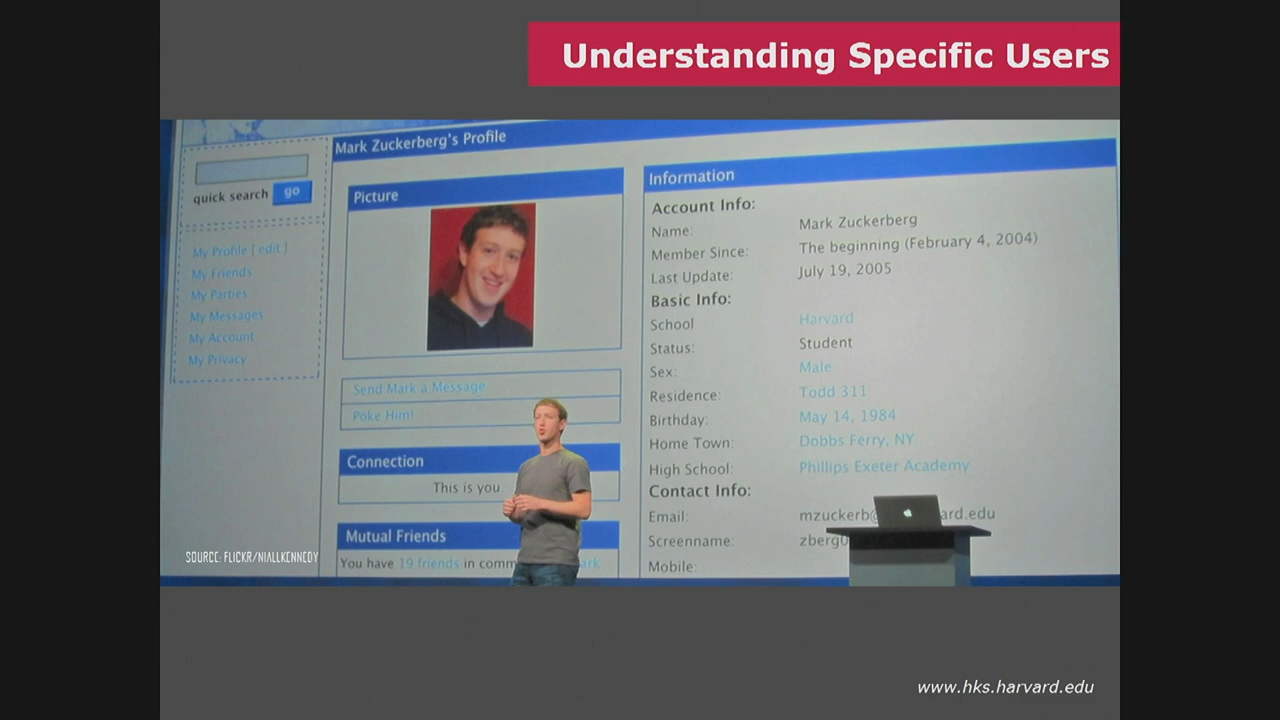 Understanding Specific Users
Mark Zuckerberg's Profile
quick search go
My Profile [ edit ]
My Friends
My Parties
My Messages
My Account
My Privacy
Picture
Send Mark a Message
Poke Him!
Connection
This is you.
Mutual Friends
You have 19 friends in comm
Information
Account Info:
Name: Mark Zuckerberg
Member Since: The beginning (February 4, 2004)
Last Update: July 19, 2005
Basic Info:
School Harvard
Status: Student
Sex: Male
Residence: Todd 311
Birthday: May 14, 1984
Home Town: Dobbs Ferry, NY
High School: Phillips Exeter Academy
Contact Info:
Email: mzuckerb@ ard.edu
Screenname: zberg0
Mobile:
SOURCE: FLICKR/NIALLKENNEDY
www.hks.harvard.edu